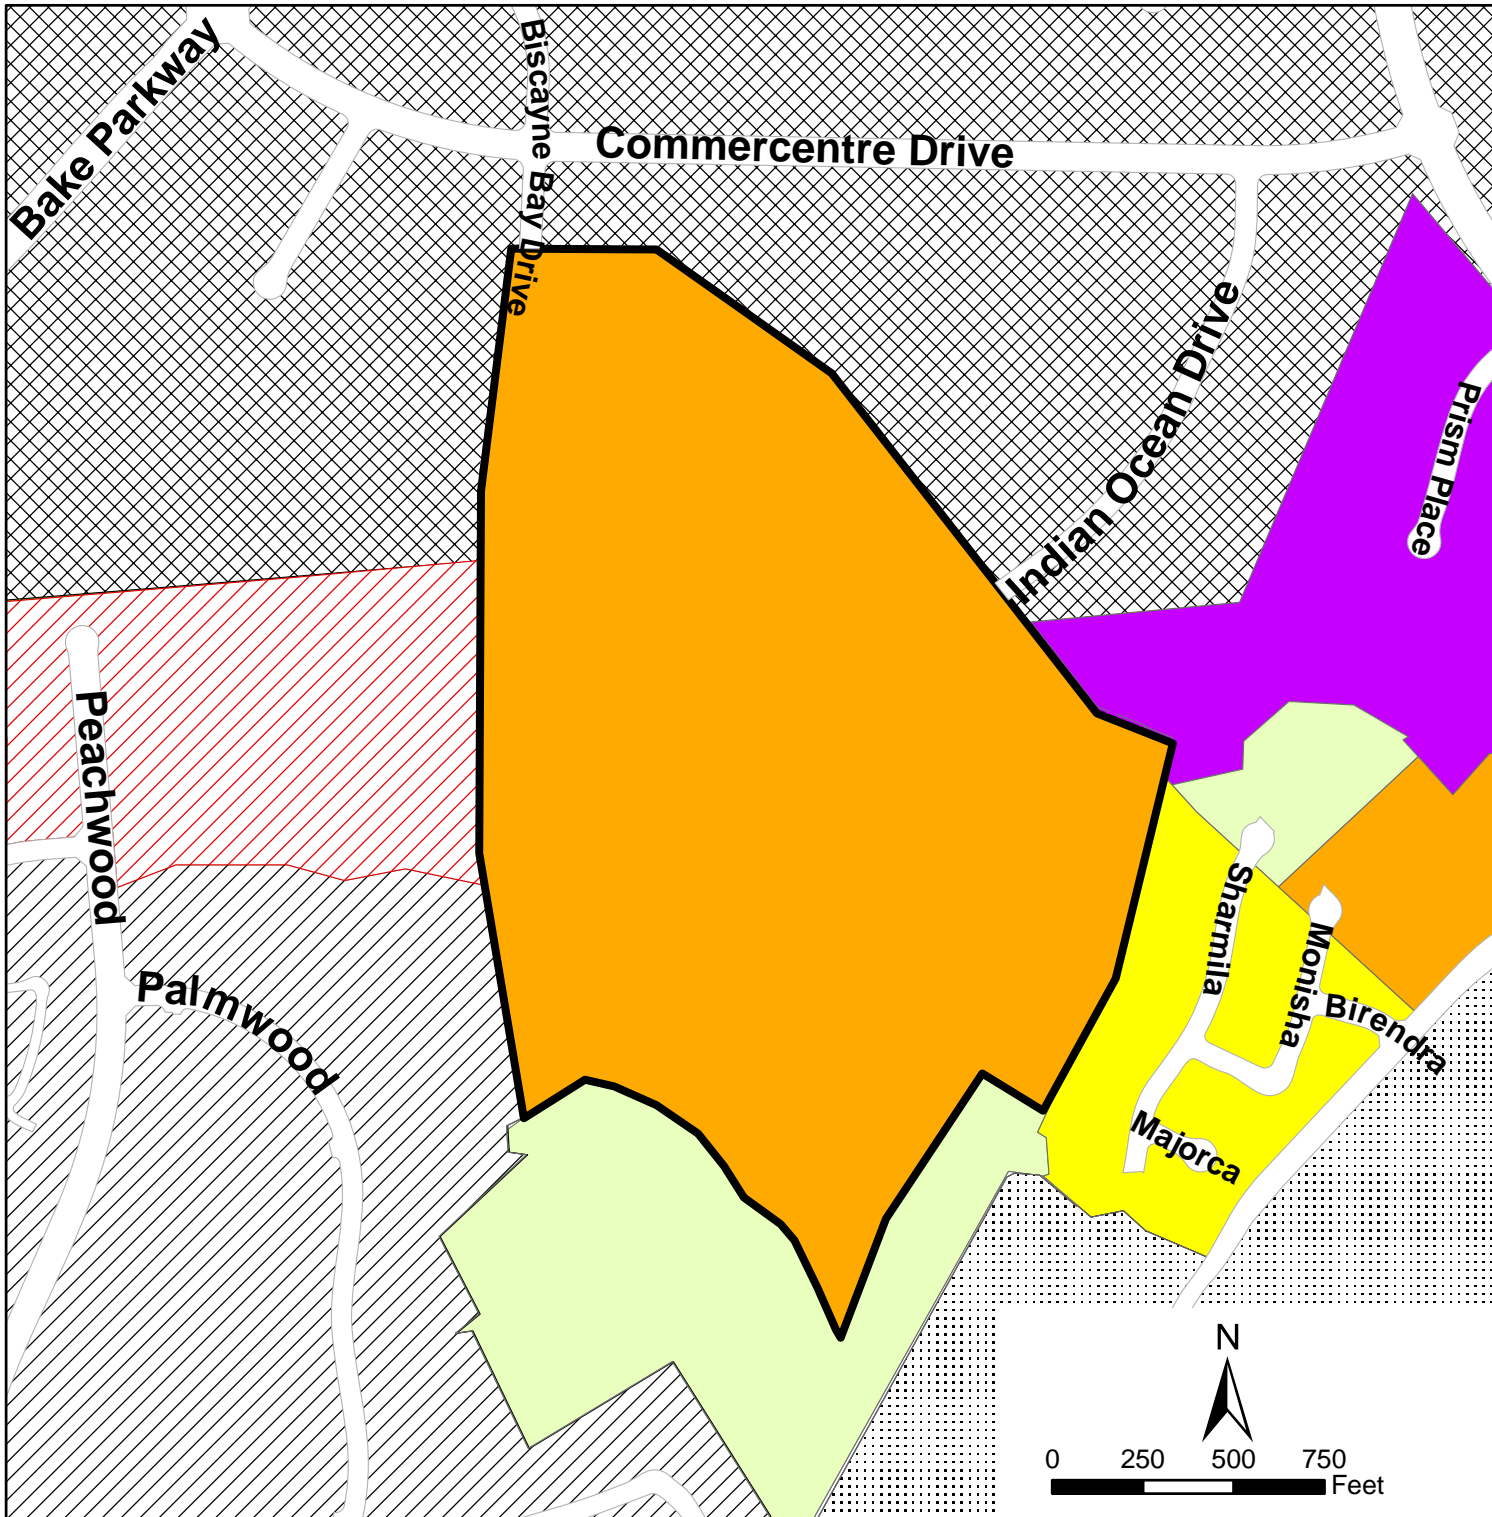 Bake Parkway
Biscayne Bay Drive
Commercentre Drive
Indian Ocean Drive
Prism Place
Peachwood
Palmwood
Sharmila
Monisha
Birendra
Majorca
N
0 250 500 750
Feet